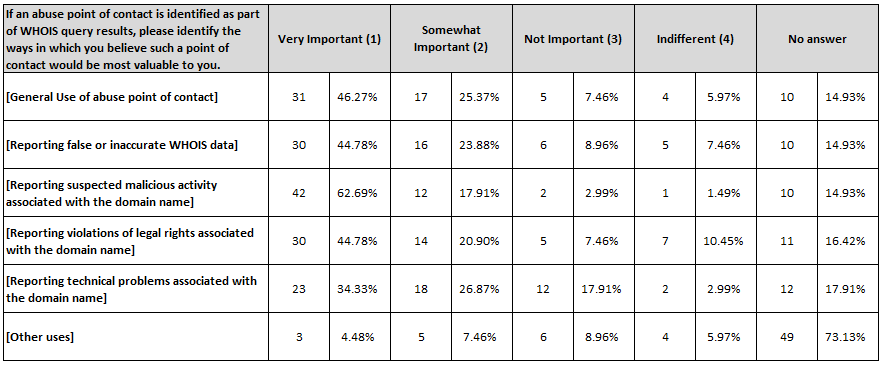 If an abuse point of contact is identified as part
of WHOIS query results, please identify the
ways in which you believe such a point of
contact would be most valuable to you.
Very Important (1)
Somewhat
Important (2)
Not Important (3)
Indifferent (4)
No answer
[General Use of abuse point of contact] 31 46.27% 17 25.37% 5 7.46% 4 5.97% 10 14.93%
[Reporting false or inaccurate WHOIS data] 30 44.78% 16 23.88% 6 8.96% 5 7.46% 10 14.93%
[Reporting suspected malicious activity
associated with the domain name] 42 62.69% 12 17.91% 2 2.99% 1 1.49% 10 14.93%
[Reporting violations of legal rights associated
with the domain name] 30 44.78% 14 20.90% 5 7.46% 7 10.45% 11 16.42%
[Reporting technical problems associated with
the domain name] 23 34.33% 18 26.87% 12 17.91% 2 2.99% 12 17.91%
[Other uses] 3 4.48% 5 7.46% 6 8.96% 4 5.97% 49 73.13%